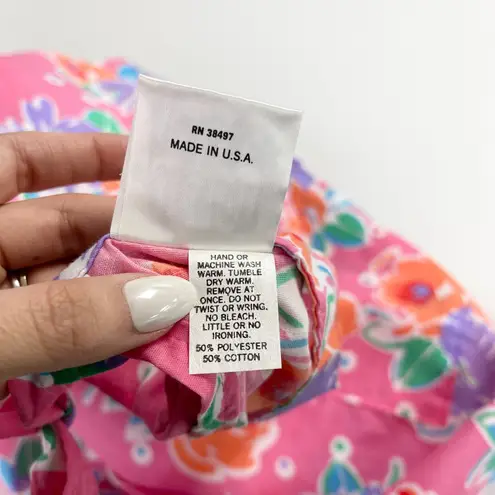 RN 38497
MADE IN U.S.A.
HAND OR
MACHINE WASH
WARM. TUMBLE
DRY WARM.
REMOVE AT
ONCE. DO NOT
TWIST OR WRING,
NO BLEACH.
LITTLE OR NO
IRONING.
50% POLYESTER
50% COTTON